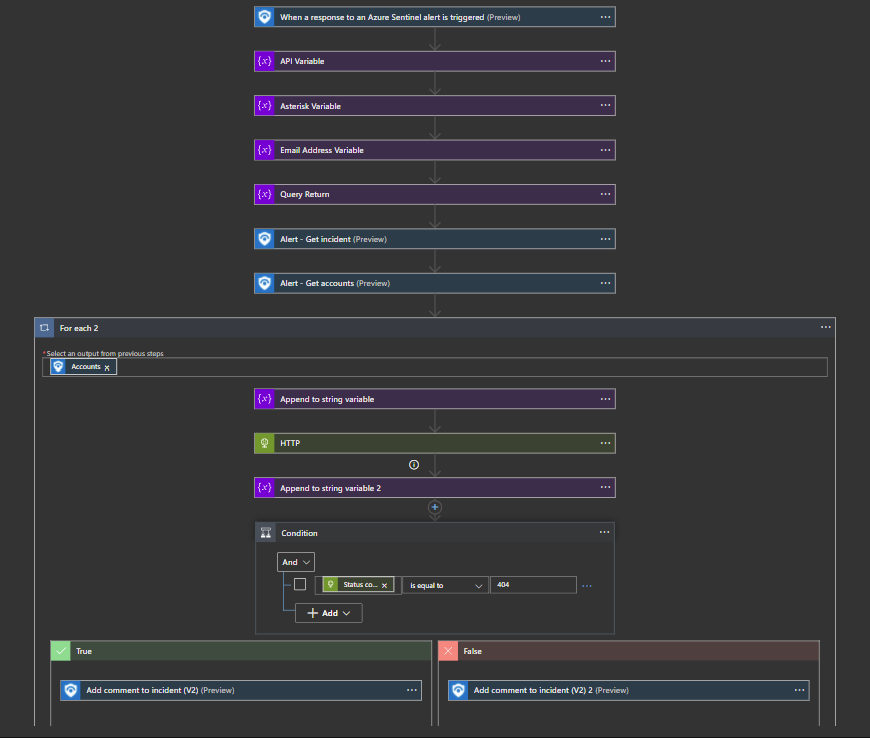 When a response to an Azure Sentinel alert is triggered (Preview)
{x} API Variable
{x} Asterisk Variable
{x} Email Address Variable
{x} Query Return
Alert - Get incident (Preview)
Alert - Get accounts (Preview)
For each 2
*Select an output from previous steps
Accounts x
{x} Append to string variable
HTTP
{x} Append to string variable 2
Condition
And
Status co... x is equal to 404
+ Add
True False
Add comment to incident (V2) (Preview) Add comment to incident (V2) 2 (Preview)